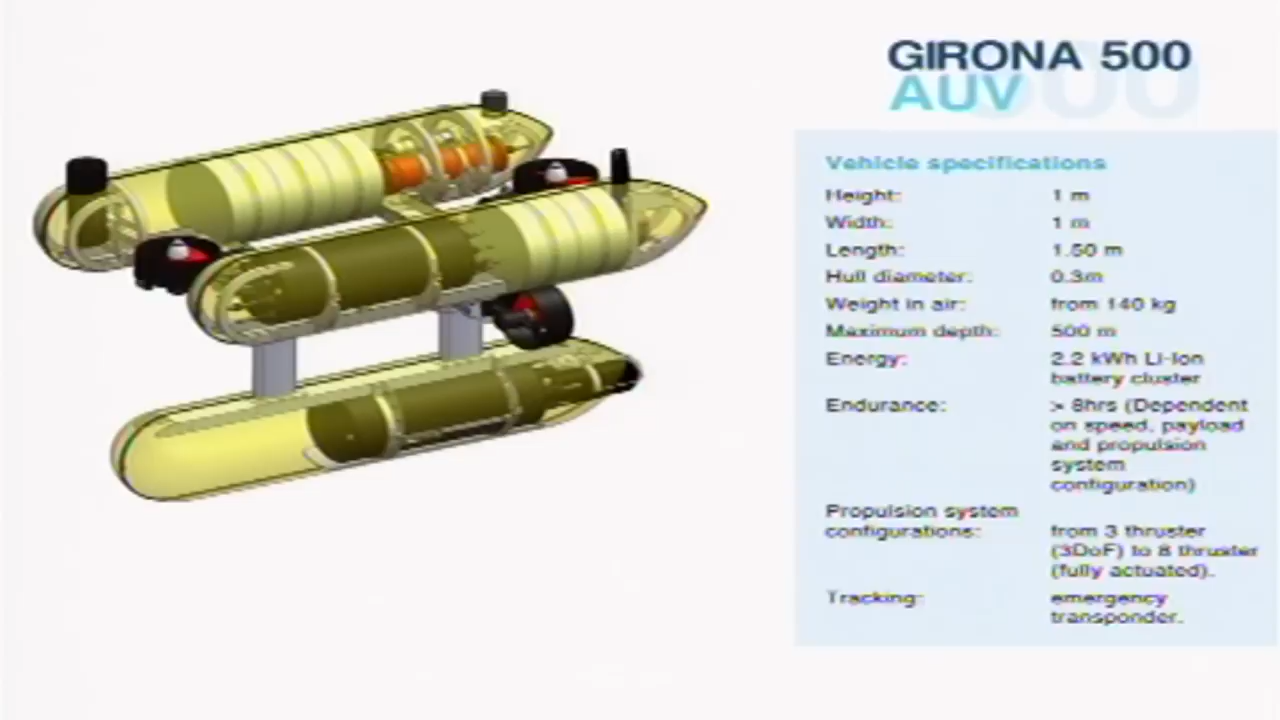 GIRONA 500
AUV
500
Vehicle specifications
Height: 1 m
Width: 1 m
Length: 1.50 m
Hull diameter: 0.3m
Weight in air: from 140 kg
Maximum depth: 500 m
Energy: 2.2 kWh Li-Ion
battery cluster
Endurance: > 8hrs (Dependent
on speed, payload
and propulsion
system
configuration)
Propulsion system
configurations: from 3 thruster
(3DoF) to 8 thruster
(fully actuated).
Tracking: emergency
transponder.